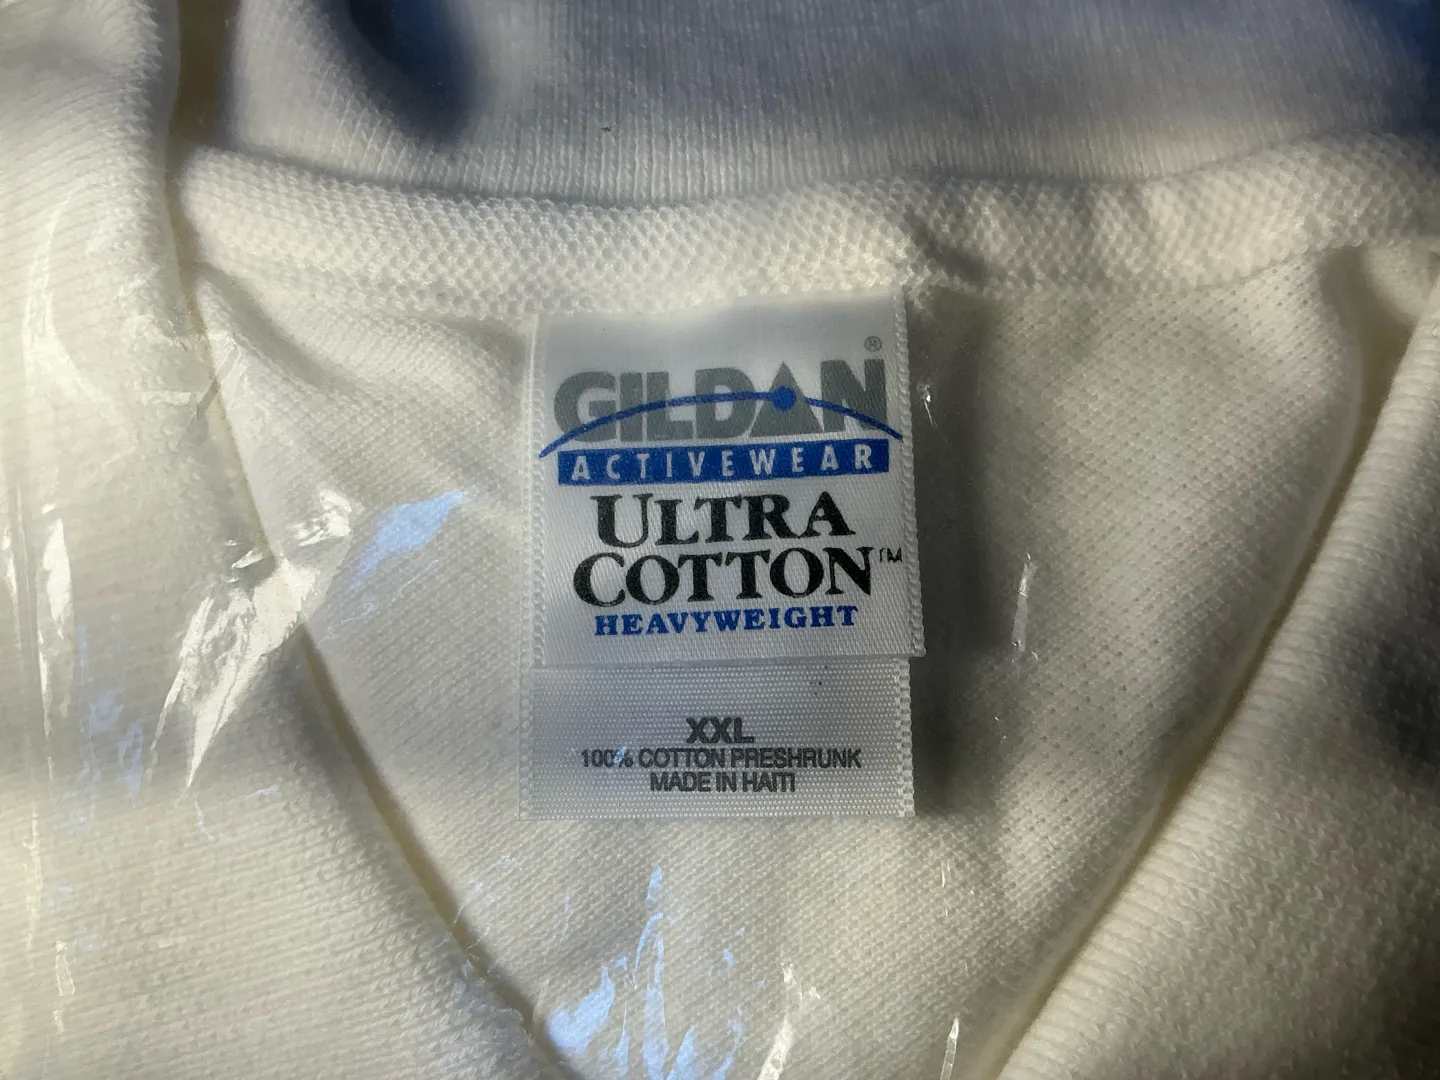 GILDAN®
ACTIVEWEAR
ULTRA
COTTON™
HEAVYWEIGHT
XXL
100% COTTON PRESHRUNK
MADE IN HAITI